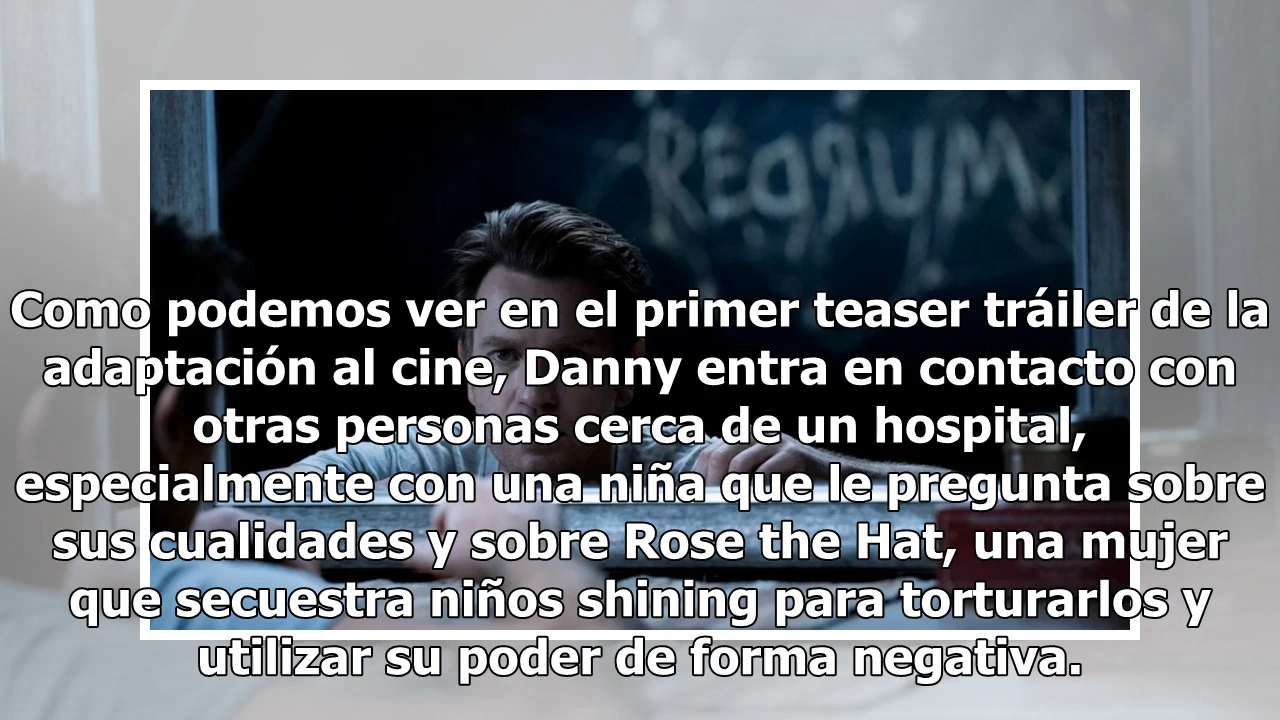 REDRUM
Como podemos ver en el primer teaser tráiler de la
adaptación al cine, Danny entra en contacto con
otras personas cerca de un hospital,
especialmente con una niña que le pregunta sobre
sus cualidades y sobre Rose the Hat, una mujer
que secuestra niños shining para torturarlos y
utilizar su poder de forma negativa.